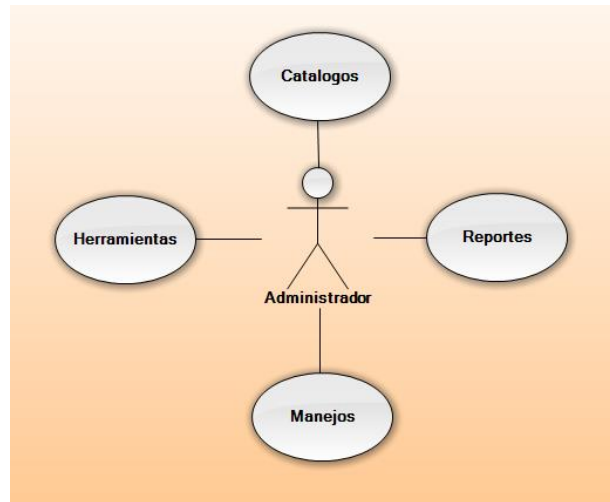 Catalogos
Herramientas
Reportes
Administrador
Manejos